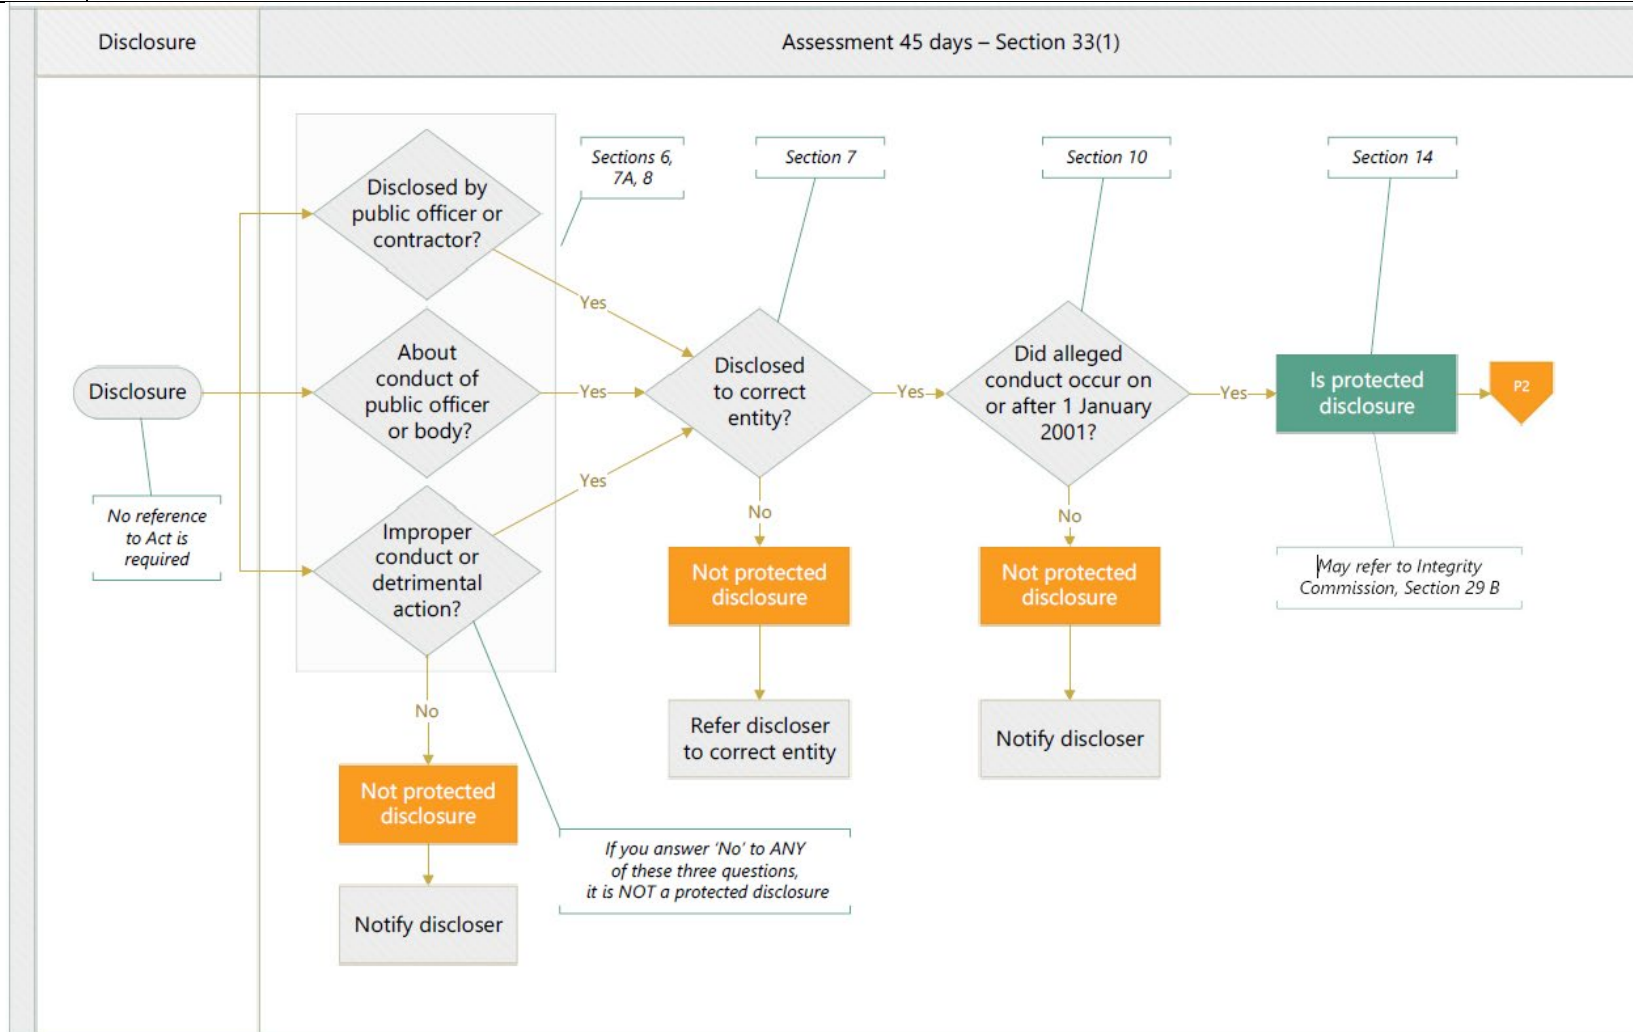 Disclosure
Assessment 45 days – Section 33(1)
Sections 6,
7A, 8
Section 7
Section 10
Section 14
Disclosed by
public officer or
contractor?
Yes
About
conduct of
public officer
or body?
Yes
Improper
conduct or
detrimental
action?
Yes
Disclosure
No reference
to Act is
required
Disclosed
to correct
entity?
Yes
Did alleged
conduct occur on
or after 1 January
2001?
Yes
Is protected
disclosure
P2
No
Not protected
disclosure
Refer discloser
to correct entity
No
Not protected
disclosure
Notify discloser
May refer to Integrity
Commission, Section 29 B
No
Not protected
disclosure
Notify discloser
If you answer ‘No’ to ANY
of these three questions,
it is NOT a protected disclosure